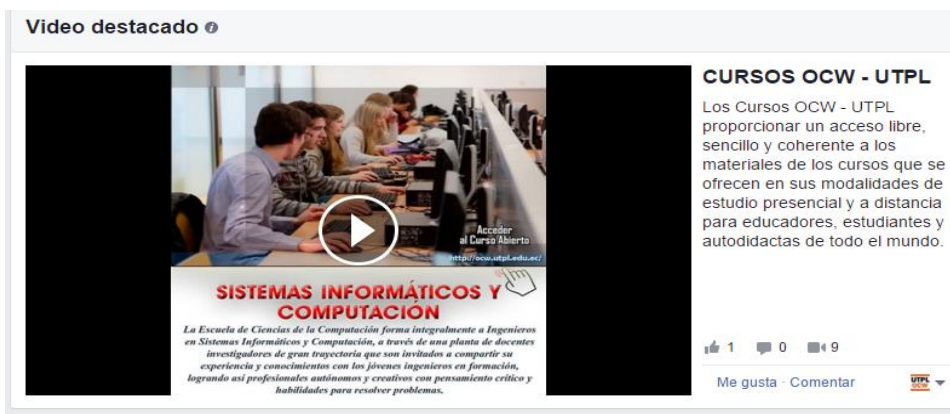 Video destacado
CURSOS OCW - UTPL
Los Cursos OCW - UTPL
proporcionar un acceso libre,
sencillo y coherente a los
materiales de los cursos que se
ofrecen en sus modalidades de
estudio presencial y a distancia
para educadores, estudiantes y
autodidactas de todo el mundo.
Acceder
al Curso Abierto
http://ocw.utpl.edu.ec/
SISTEMAS INFORMÁTICOS Y
COMPUTACIÓN
La Escuela de Ciencias de la Computación forma integralmente a Ingenieros
en Sistemas Informáticos y Computación, a través de una planta de docentes
investigadores de gran trayectoria que son invitados a compartir su
experiencia y conocimientos con los jóvenes ingenieros en formación,
logrando así profesionales autónomos y creativos con pensamiento crítico y
habilidades para resolver problemas.
1 0 9
Me gusta · Comentar
UTPL
OCW